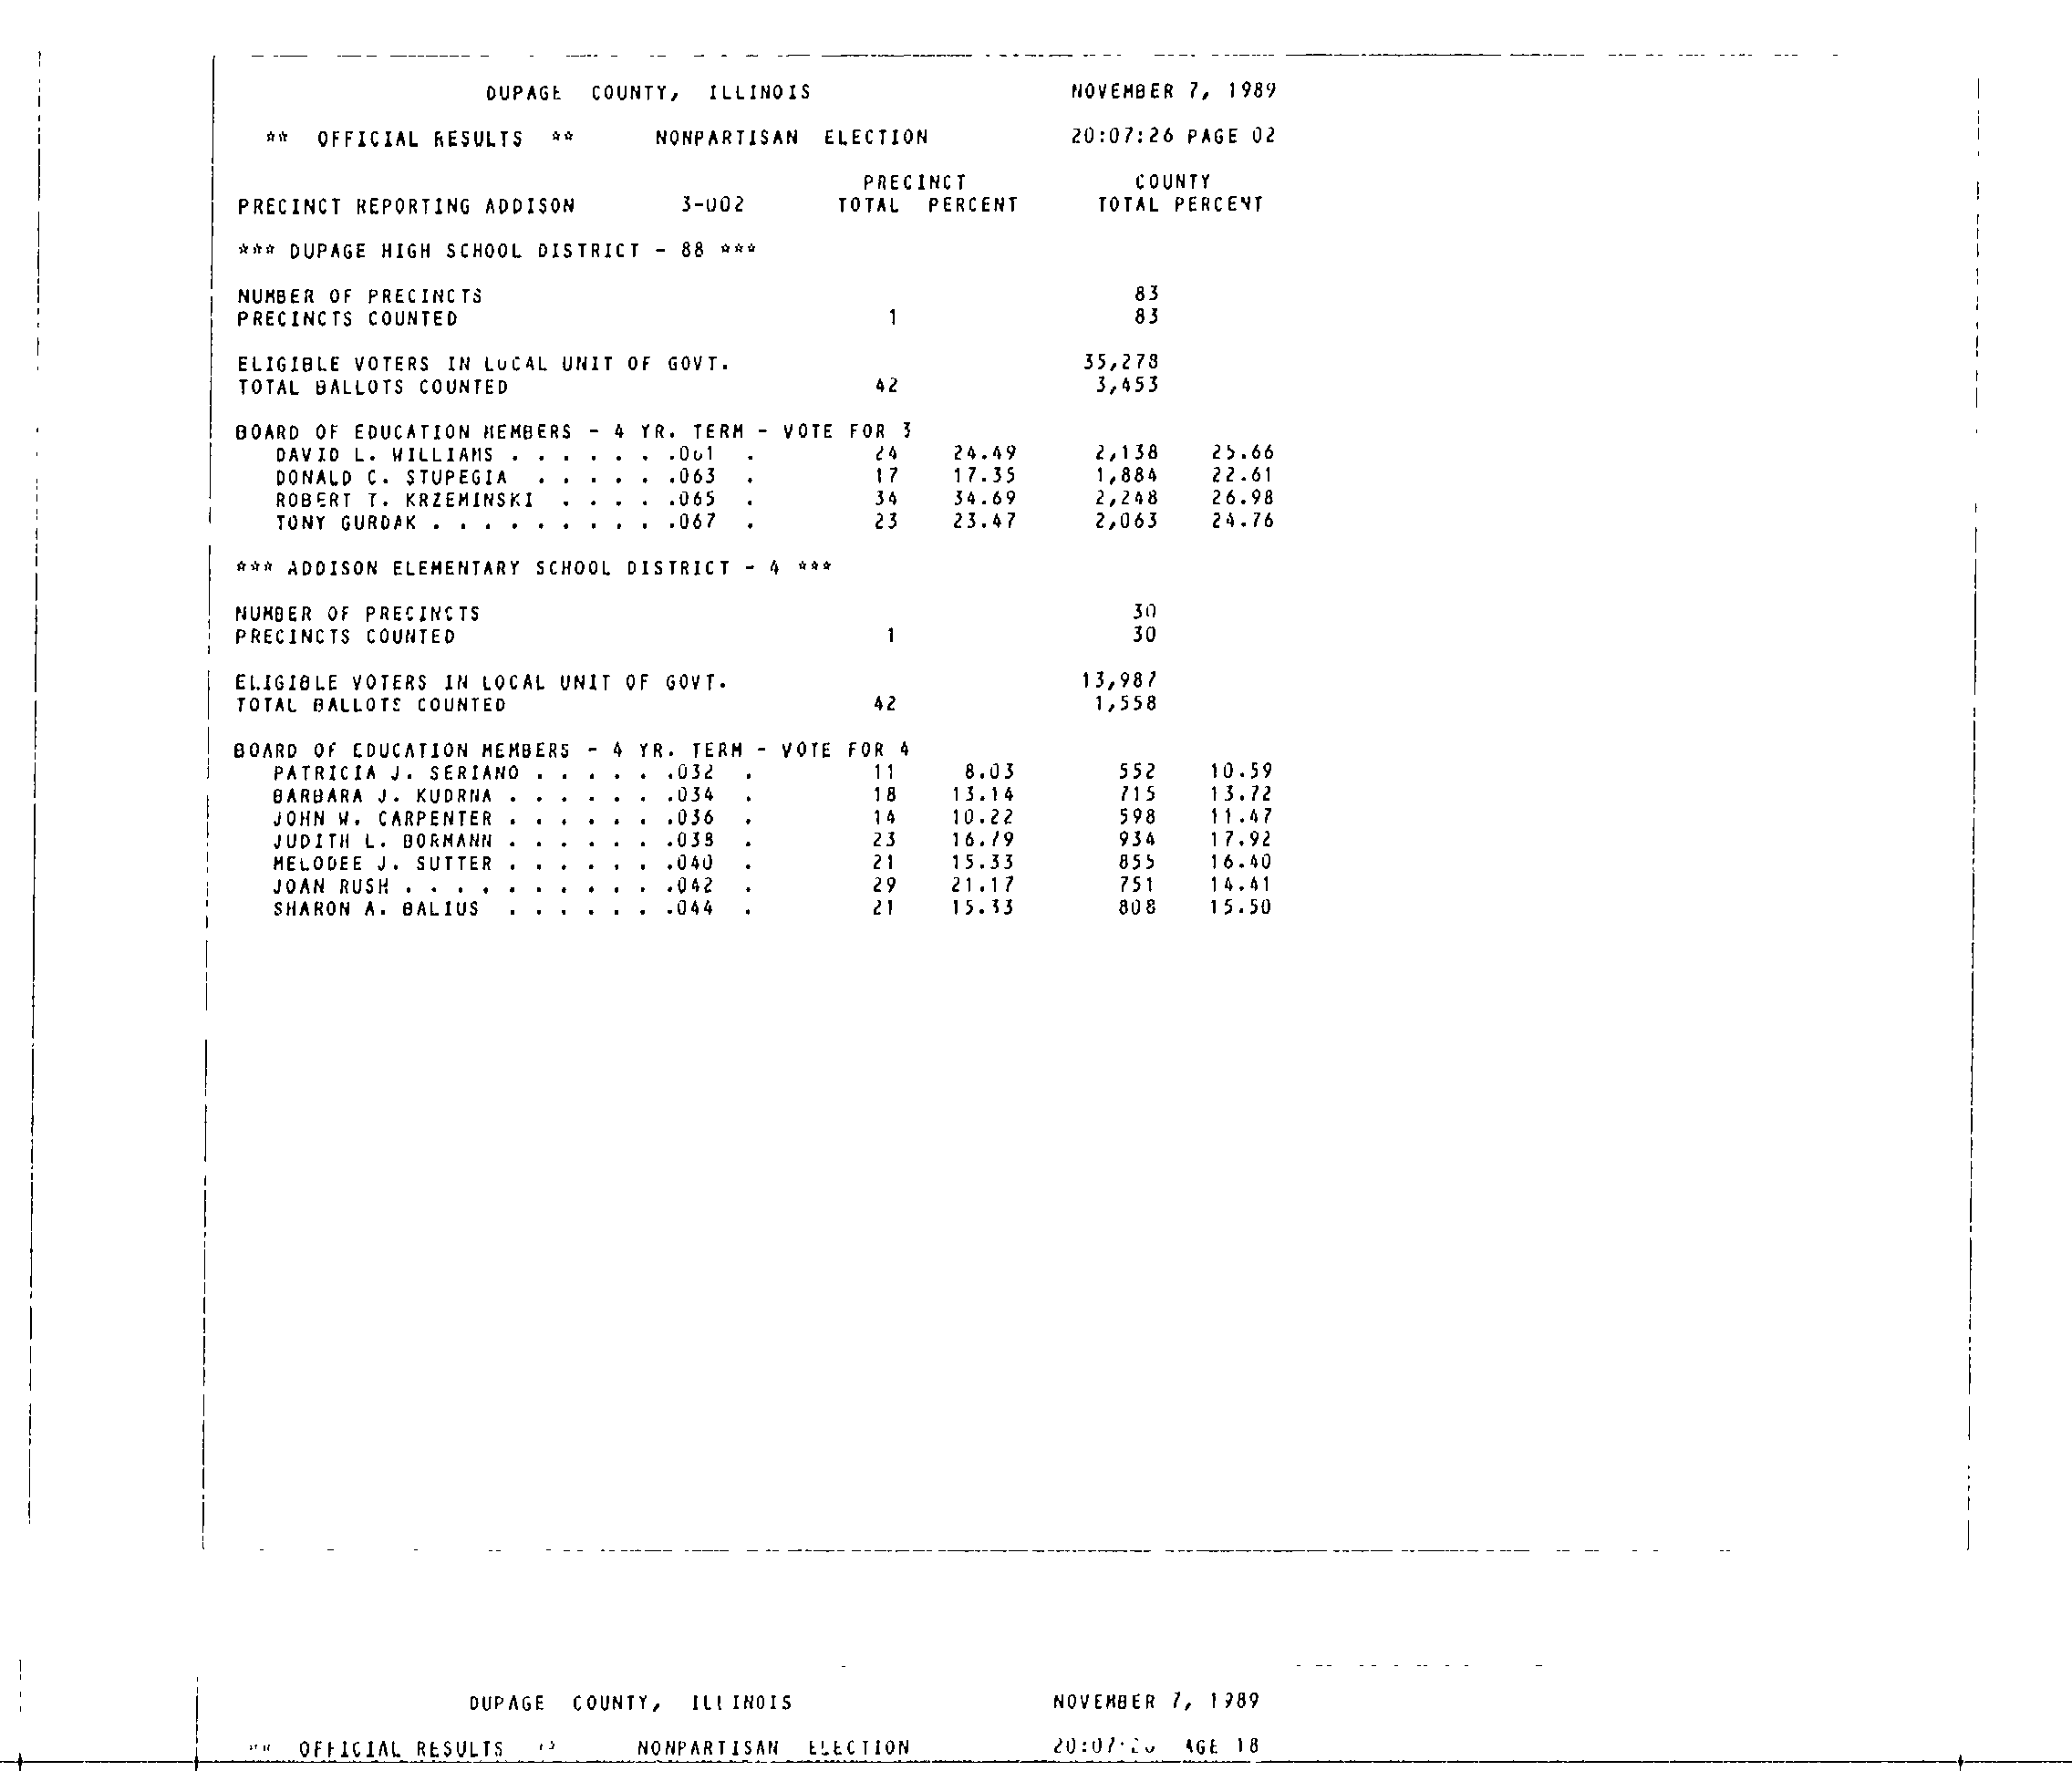 DUPAGE COUNTY, ILLINOIS NOVEMBER 7, 1989
** OFFICIAL RESULTS ** NONPARTISAN ELECTION 20:07:26 PAGE 02
PRECINCT COUNTY
PRECINCT REPORTING ADDISON 3-002 TOTAL PERCENT TOTAL PERCENT
*** DUPAGE HIGH SCHOOL DISTRICT - 88 ***
NUMBER OF PRECINCTS 83
PRECINCTS COUNTED 1 83
ELIGIBLE VOTERS IN LOCAL UNIT OF GOVT. 35,278
TOTAL BALLOTS COUNTED 42 3,453
BOARD OF EDUCATION MEMBERS - 4 YR. TERM - VOTE FOR 3
DAVID L. WILLIAMS . . . . . . .061 . 24 24.49 2,138 25.66
DONALD C. STUPEGIA . . . . . .063 . 17 17.35 1,884 22.61
ROBERT T. KRZEMINSKI . . . . .065 . 34 34.69 2,248 26.98
TONY GURDAK . . . . . . . . . .067 . 23 23.47 2,063 24.76
*** ADDISON ELEMENTARY SCHOOL DISTRICT - 4 ***
NUMBER OF PRECINCTS 30
PRECINCTS COUNTED 1 30
ELIGIBLE VOTERS IN LOCAL UNIT OF GOVT. 13,987
TOTAL BALLOTS COUNTED 42 1,558
BOARD OF EDUCATION MEMBERS - 4 YR. TERM - VOTE FOR 4
PATRICIA J. SERIANO . . . . . .032 . 11 8.03 552 10.59
BARBARA J. KUDRNA . . . . . . .034 . 18 13.14 715 13.72
JOHN W. CARPENTER . . . . . . .036 . 14 10.22 598 11.47
JUDITH L. BORMANN . . . . . . .038 . 23 16.79 934 17.92
MELODEE J. SUTTER . . . . . . .040 . 21 15.33 855 16.40
JOAN RUSH . . . . . . . . . . .042 . 29 21.17 751 14.41
SHARON A. BALIUS . . . . . . .044 . 21 15.33 808 15.50
DUPAGE COUNTY, ILLINOIS NOVEMBER 7, 1989
OFFICIAL RESULTS NONPARTISAN ELECTION AGE 18